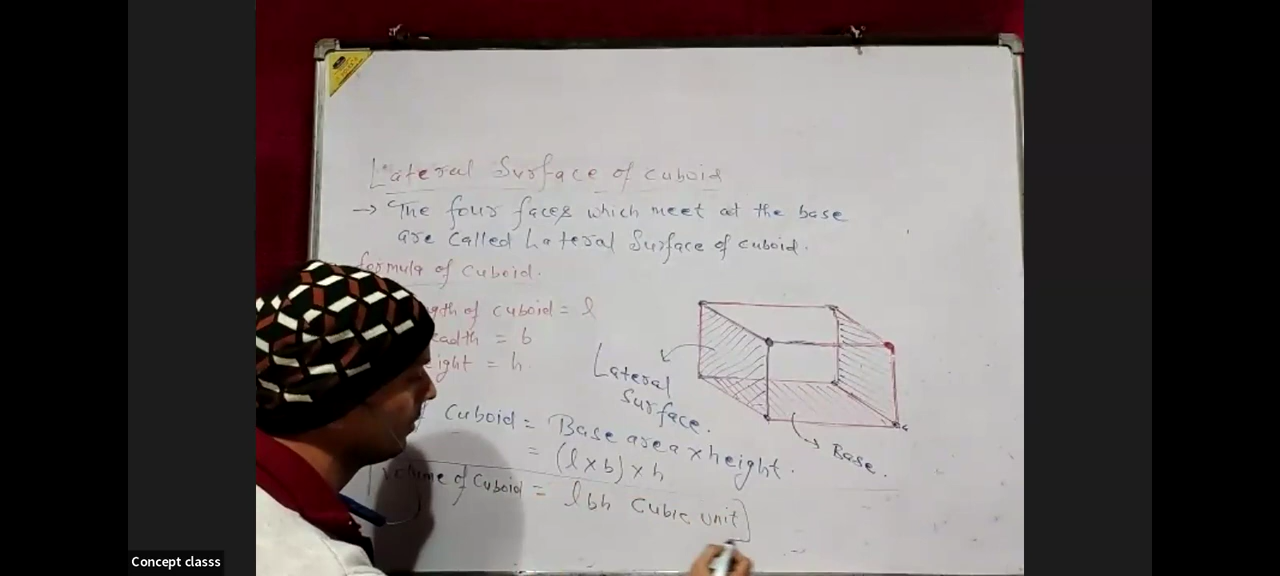 Lateral Surface of Cuboid
→ The four faces which meet at the base
are called Lateral Surface of cuboid.
formula of Cuboid.
of cuboid = l
= b
= h.
Cuboid = Base area x height.
= (l x b) x h
Volume of Cuboid = lbh Cubic unit
Lateral
Surface.
Base.
Concept classs